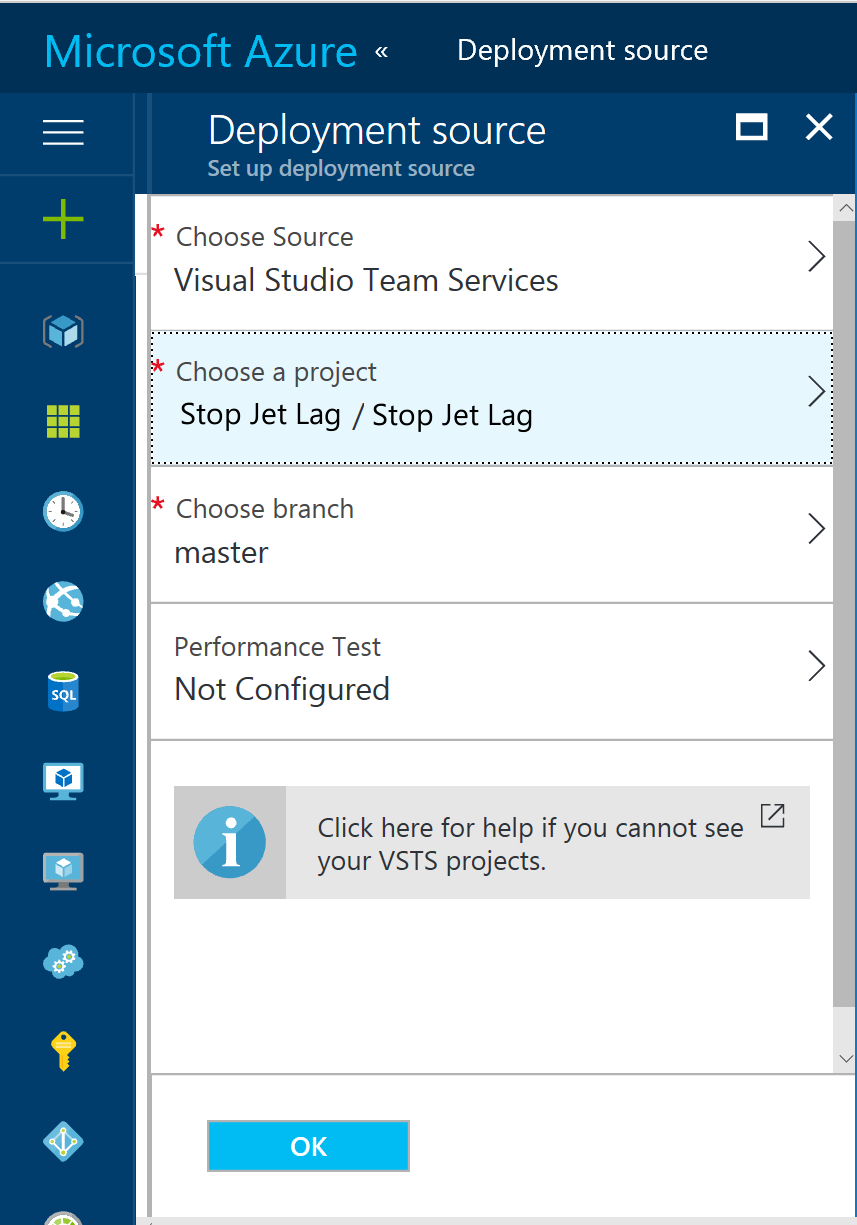 Microsoft Azure « Deployment source
Deployment source
Set up deployment source
* Choose Source
Visual Studio Team Services
* Choose a project
Stop Jet Lag / Stop Jet Lag
* Choose branch
master
Performance Test
Not Configured
SQL
Click here for help if you cannot see
your VSTS projects.
OK